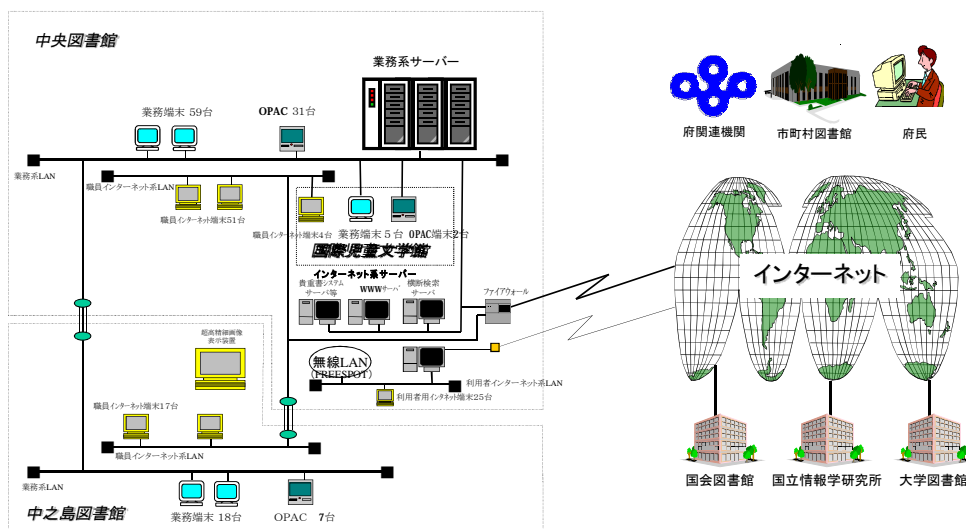 中央図書館
業務系サーバー
業務端末 59台
OPAC 31台
業務系LAN
職員インターネット系LAN
職員インターネット端末51台
職員インターネット端末4台
業務端末 5台
OPAC端末2台
国際児童文学館
インターネット系サーバー
貴重書システム
サーバ等
WWWサーバ
横断検索
サーバ
ファイアウォール
超高精細画像
表示装置
無線LAN
(FREESPOT)
利用者インターネット系LAN
利用者用インタネット端末25台
職員インターネット端末17台
職員インターネット系LAN
業務系LAN
中之島図書館
業務端末 18台
OPAC 7台
府関連機関
市町村図書館
府民
インターネット
国会図書館
国立情報学研究所
大学図書館